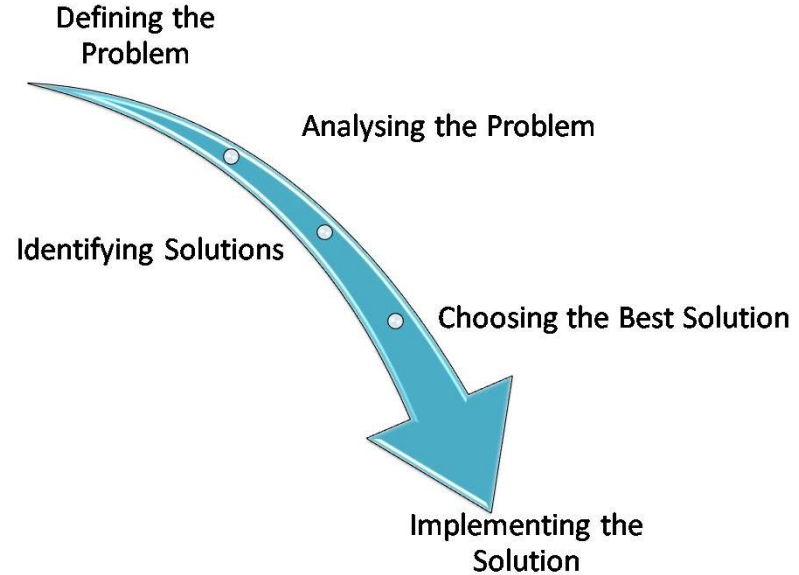 Defining the
Problem
Analysing the Problem
Identifying Solutions
Choosing the Best Solution
Implementing the
Solution